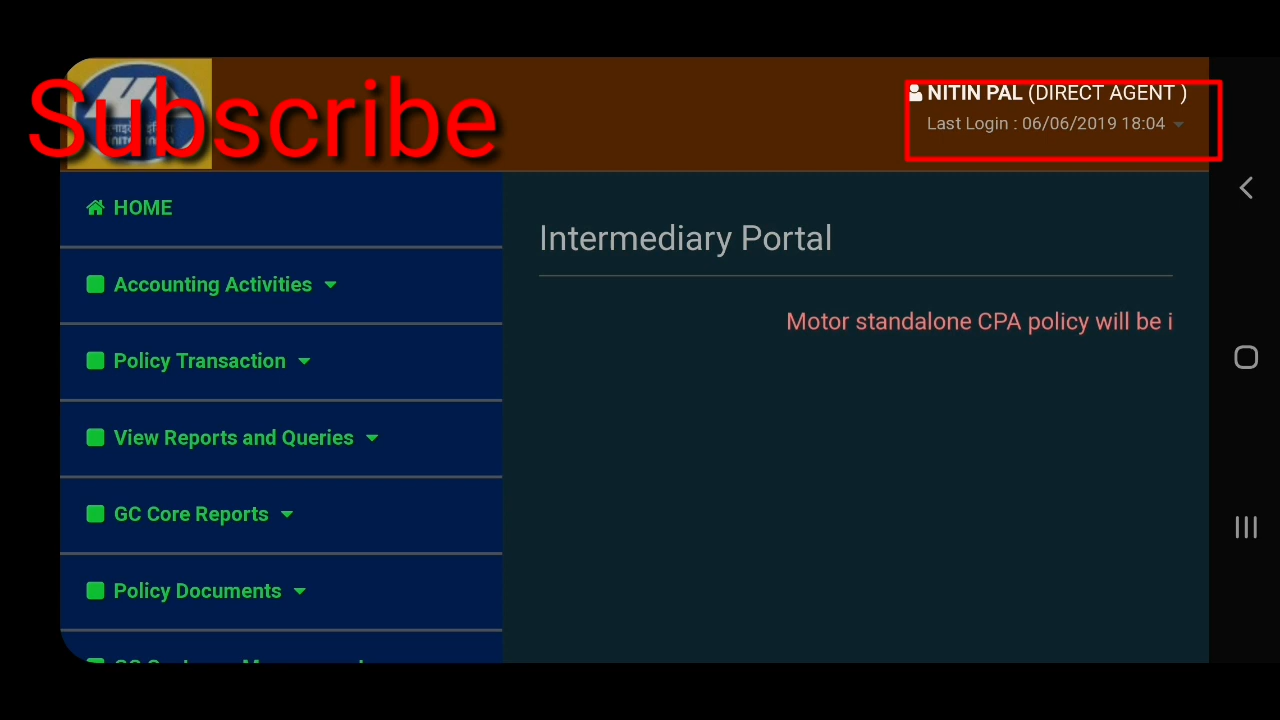 Subscribe
NITIN PAL (DIRECT AGENT )
Last Login : 06/06/2019 18:04
HOME
Intermediary Portal
Accounting Activities
Motor standalone CPA policy will be i
Policy Transaction
View Reports and Queries
GC Core Reports
Policy Documents